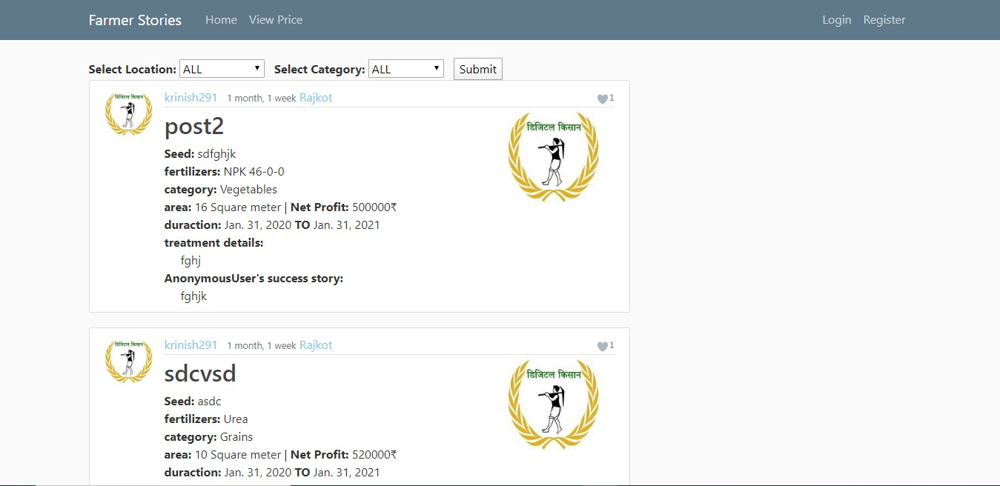 Farmer Stories Home View Price Login Register
Select Location: ALL Select Category: ALL Submit
डिजिटल किसान
krinish291 1 month, 1 week Rajkot 1
post2
डिजिटल किसान
Seed: sdfghjk
fertilizers: NPK 46-0-0
category: Vegetables
area: 16 Square meter | Net Profit: 500000₹
duraction: Jan. 31, 2020 TO Jan. 31, 2021
treatment details:
fghj
AnonymousUser's success story:
fghjk
डिजिटल किसान
krinish291 1 month, 1 week Rajkot 1
sdcvsd
डिजिटल किसान
Seed: asdc
fertilizers: Urea
category: Grains
area: 10 Square meter | Net Profit: 520000₹
duraction: Jan. 31, 2020 TO Jan. 31, 2021